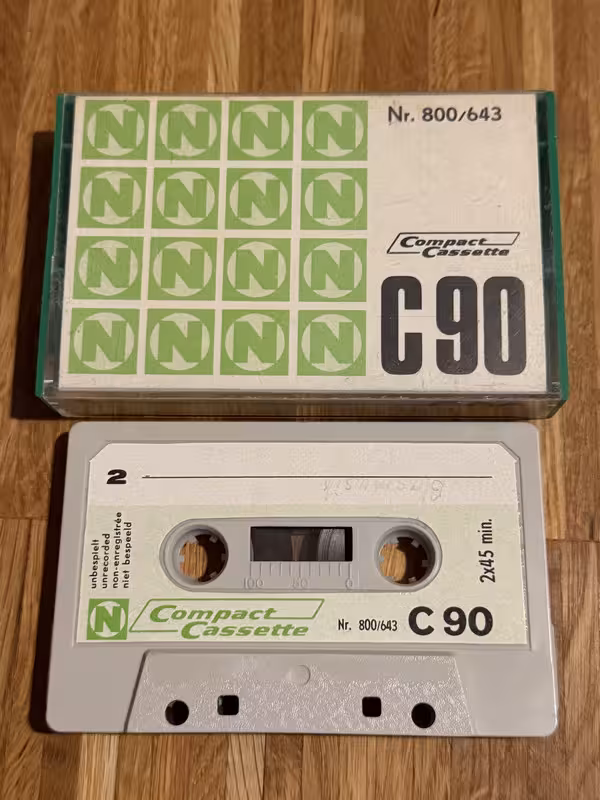 N N N N
N N N N
N N N N
N N N N
Nr. 800/643
Compact
Cassette
C90
2
unbespielt
unrecorded
non-enregistrée
niet bespeeld
100 50 0
2x45 min.
N
Compact
Cassette
Nr. 800/643
C 90